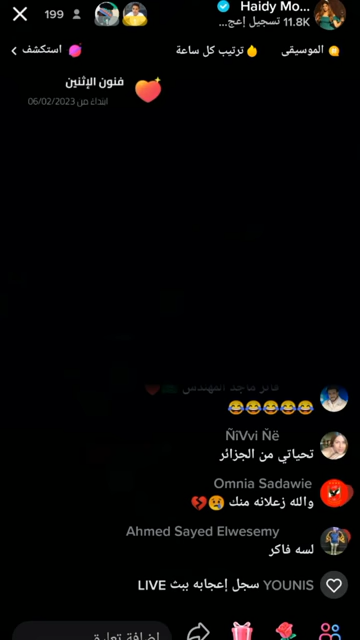 Haidy Mo...
11.8K تسجيل إعج...
199
الموسيقى
ترتيب كل ساعة
استكشف
فنون الإثنين
ابتداءً من 06/02/2023
😂😂😂😂😂
ÑïVvi Ñë
تحياتي من الجزائر
Omnia Sadawie
والله زعلانه منك 😢💔
Ahmed Sayed Elwesemy
لسه فاكر
YOUNIS سجل إعجابه ببث LIVE
إضافة تعليق